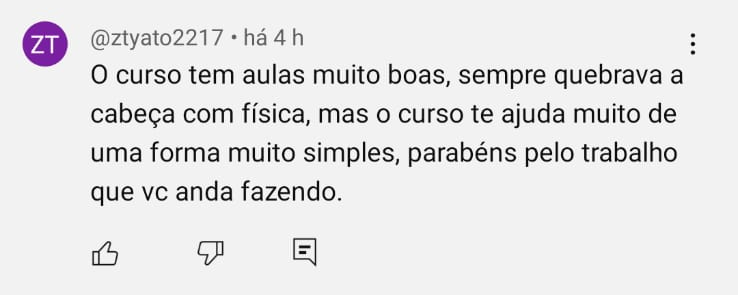 ZT
@ztyato2217 • há 4 h
O curso tem aulas muito boas, sempre quebrava a
cabeça com física, mas o curso te ajuda muito de
uma forma muito simples, parabéns pelo trabalho
que vc anda fazendo.